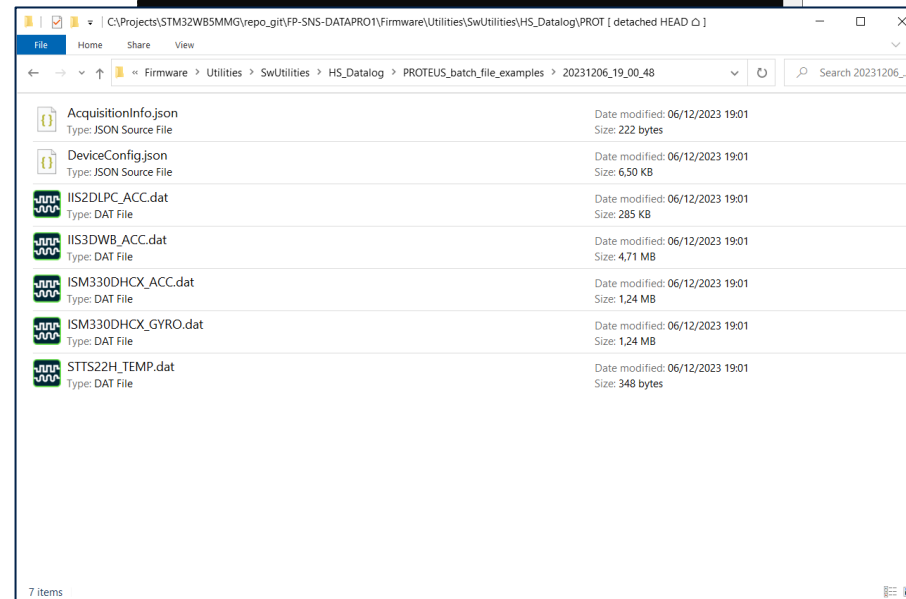 C:\Projects\STM32WB5MMG\repo_git\FP-SNS-DATAPRO1\Firmware\Utilities\SwUtilities\HS_Datalog\PROT [ detached HEAD ]
File Home Share View
« Firmware > Utilities > SwUtilities > HS_Datalog > PROTEUS_batch_file_examples > 20231206_19_00_48 Search 20231206_...
AcquisitionInfo.json Date modified: 06/12/2023 19:01
Type: JSON Source File Size: 222 bytes
DeviceConfig.json Date modified: 06/12/2023 19:01
Type: JSON Source File Size: 6,50 KB
IIS2DLPC_ACC.dat Date modified: 06/12/2023 19:01
Type: DAT File Size: 285 KB
IIS3DWB_ACC.dat Date modified: 06/12/2023 19:01
Type: DAT File Size: 4,71 MB
ISM330DHCX_ACC.dat Date modified: 06/12/2023 19:01
Type: DAT File Size: 1,24 MB
ISM330DHCX_GYRO.dat Date modified: 06/12/2023 19:01
Type: DAT File Size: 1,24 MB
STTS22H_TEMP.dat Date modified: 06/12/2023 19:01
Type: DAT File Size: 348 bytes
7 items